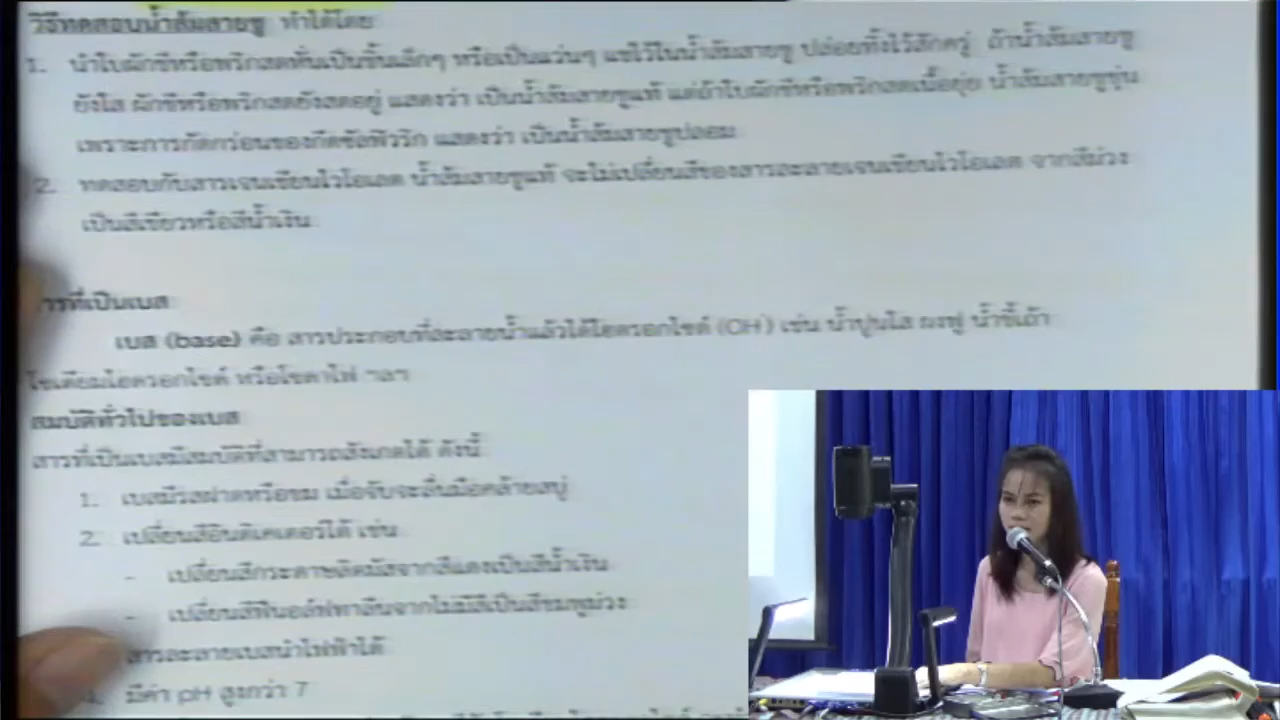 วิธีทดสอบน้ำส้มสายชู ทำได้โดย
1. นำใบผักชีหรือพริกสดหั่นเป็นชิ้นเล็กๆ หรือเป็นแว่นๆ แช่ไว้ในน้ำส้มสายชู ปล่อยทิ้งไว้สักครู่ ถ้าน้ำส้มสายชู
ยังใส ผักชีหรือพริกสดยังสดอยู่ แสดงว่า เป็นน้ำส้มสายชูแท้ แต่ถ้าใบผักชีหรือพริกสดเนื้อยุ่ย น้ำส้มสายชูขุ่น
เพราะการกัดกร่อนของกรดซัลฟิวริก แสดงว่า เป็นน้ำส้มสายชูปลอม
2. ทดสอบกับสารเจนเชียนไวโอเลต น้ำส้มสายชูแท้ จะไม่เปลี่ยนสีของสารละลายเจนเชียนไวโอเลต จากสีม่วง
เป็นสีเขียวหรือสีน้ำเงิน
ารที่เป็นเบส
เบส (base) คือ สารประกอบที่ละลายน้ำแล้วได้ไฮดรอกไซด์ (OH⁻) เช่น น้ำปูนใส ผงฟู น้ำขี้เถ้า
โซเดียมไฮดรอกไซด์ หรือโซดาไฟ ฯลฯ
สมบัติทั่วไปของเบส
สารที่เป็นเบสมีสมบัติที่สามารถสังเกตได้ ดังนี้
1. เบสมีรสฝาดหรือขม เมื่อจับจะลื่นมือคล้ายสบู่
2. เปลี่ยนสีอินดิเคเตอร์ได้ เช่น
- เปลี่ยนสีกระดาษลิตมัสจากสีแดงเป็นสีน้ำเงิน
- เปลี่ยนสีฟีนอล์ฟทาลีนจากไม่มีสีเป็นสีชมพูม่วง
สารละลายเบสนำไฟฟ้าได้
4. มีค่า pH สูงกว่า 7